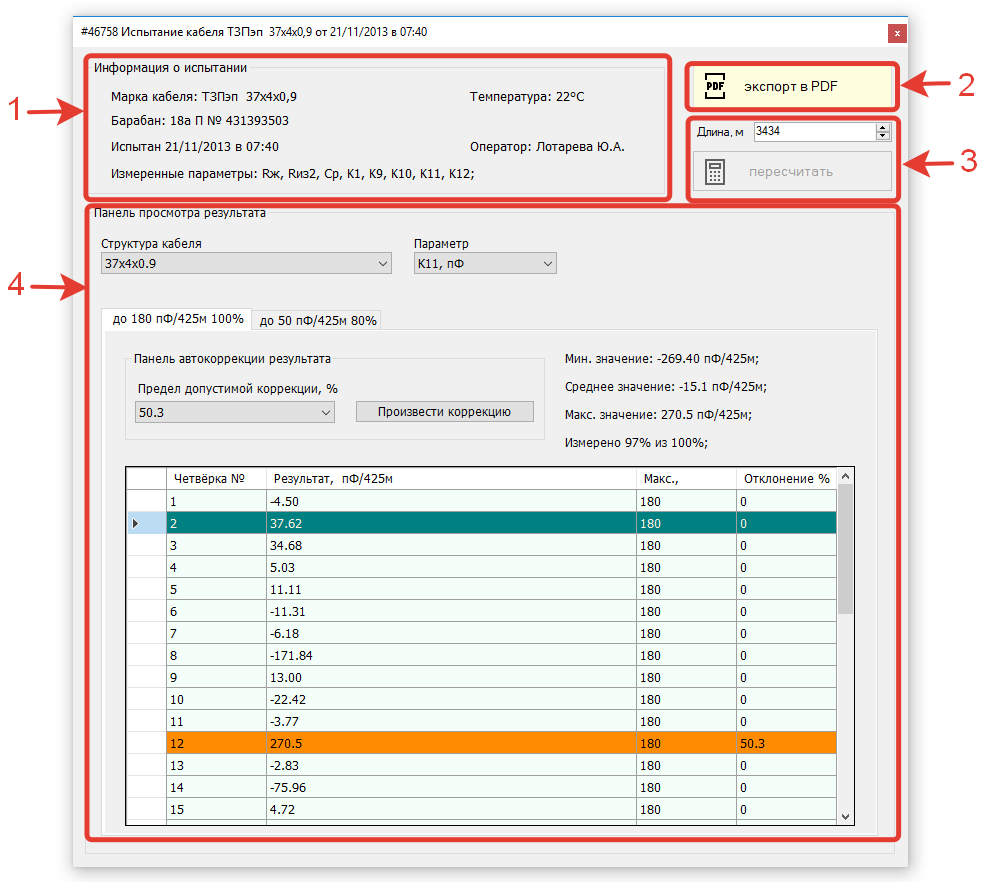 #46758 Испытание кабеля ТЗПэп 37х4х0,9 от 21/11/2013 в 07:40
x
Информация о испытании
Марка кабеля: ТЗПэп 37х4х0,9
Температура: 22°С
Барабан: 18а П № 431393503
Испытан 21/11/2013 в 07:40
Оператор: Лотарева Ю.А.
Измеренные параметры: Rж, Rиз2, Cр, К1, К9, К10, К11, К12;
1
PDF экспорт в PDF
2
Длина, м 3434
пересчитать
3
Панель просмотра результата
4
Структура кабеля Параметр
37х4х0.9 К11, пФ
до 180 пФ/425м 100% до 50 пФ/425м 80%
Панель автокоррекции результата
Предел допустимой коррекции, %
50.3 Произвести коррекцию
Мин. значение: -269.40 пФ/425м;
Среднее значение: -15.1 пФ/425м;
Макс. значение: 270.5 пФ/425м;
Измерено 97% из 100%;
Четвёрка № Результат, пФ/425м Макс., Отклонение %
1 -4.50 180 0
2 37.62 180 0
3 34.68 180 0
4 5.03 180 0
5 11.11 180 0
6 -11.31 180 0
7 -6.18 180 0
8 -171.84 180 0
9 13.00 180 0
10 -22.42 180 0
11 -3.77 180 0
12 270.5 180 50.3
13 -2.83 180 0
14 -75.96 180 0
15 4.72 180 0